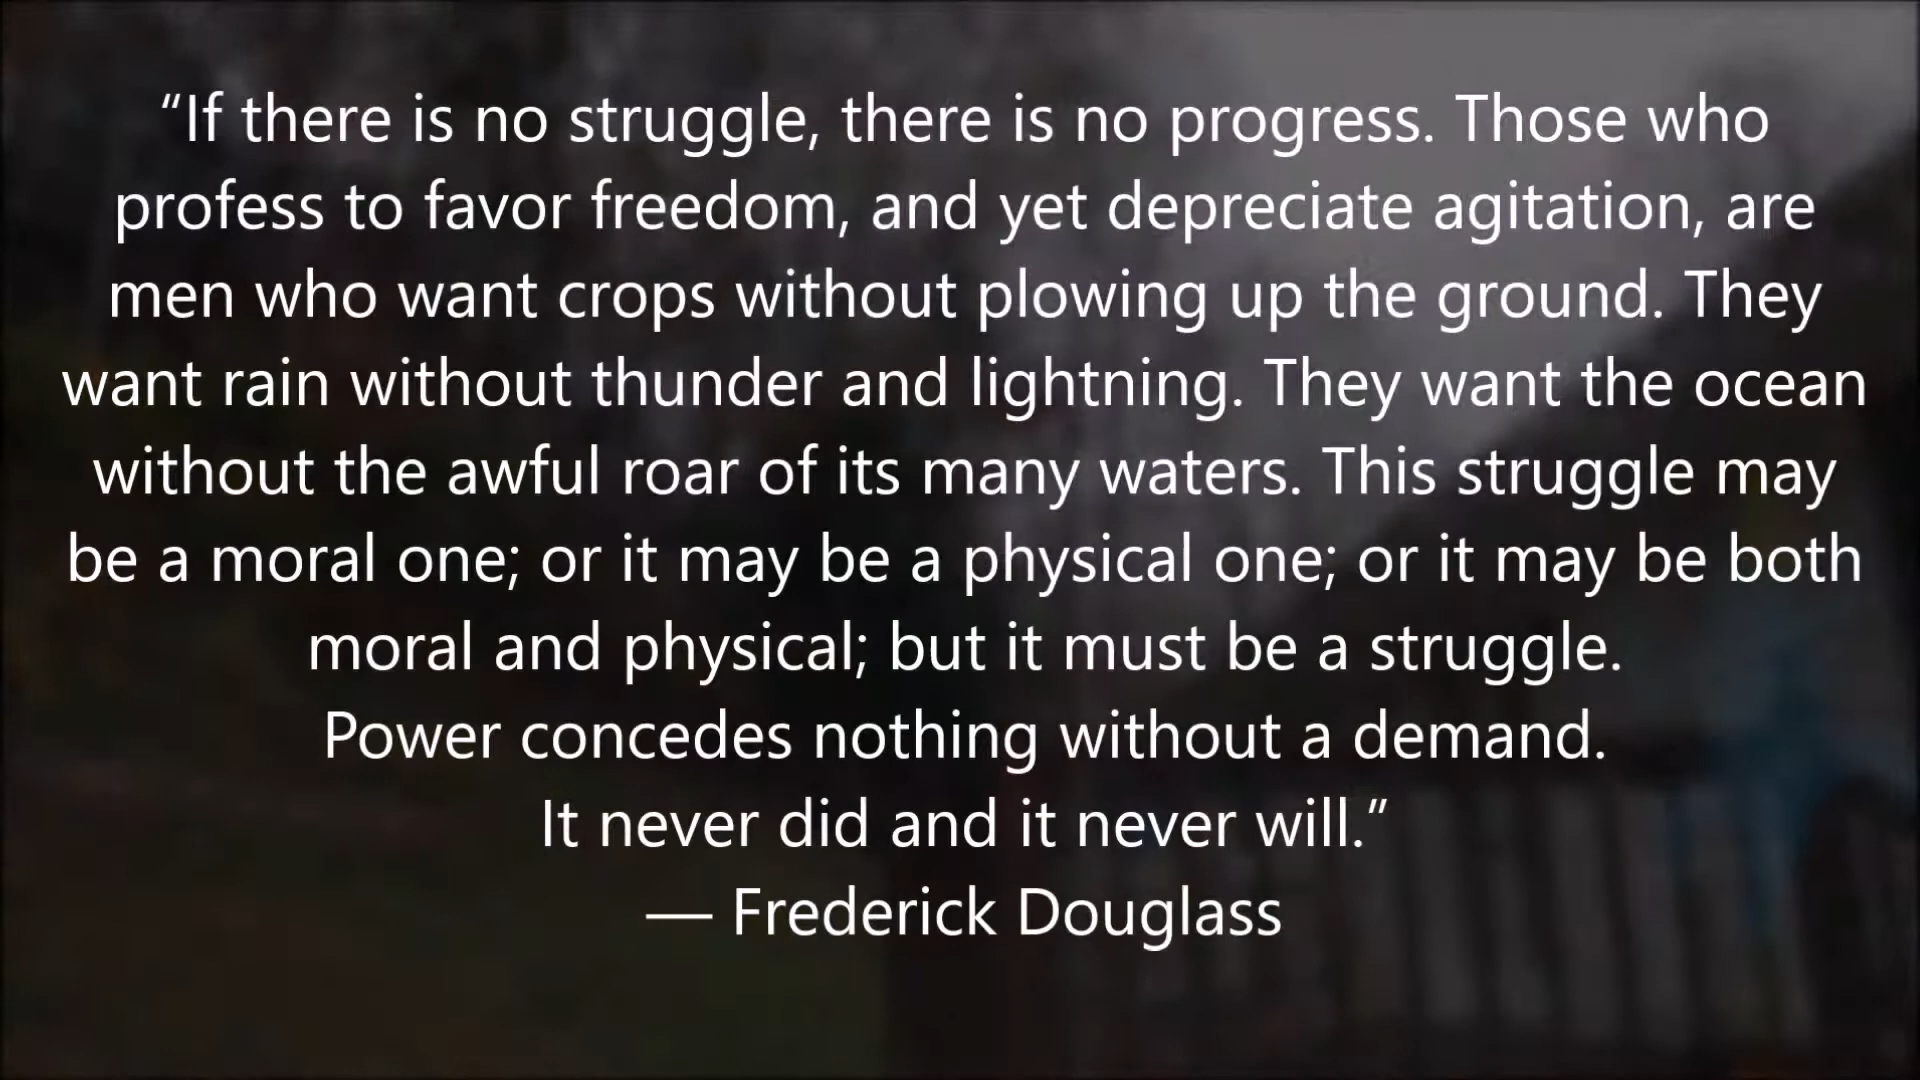 “If there is no struggle, there is no progress. Those who
profess to favor freedom, and yet depreciate agitation, are
men who want crops without plowing up the ground. They
want rain without thunder and lightning. They want the ocean
without the awful roar of its many waters. This struggle may
be a moral one; or it may be a physical one; or it may be both
moral and physical; but it must be a struggle.
Power concedes nothing without a demand.
It never did and it never will.”
— Frederick Douglass